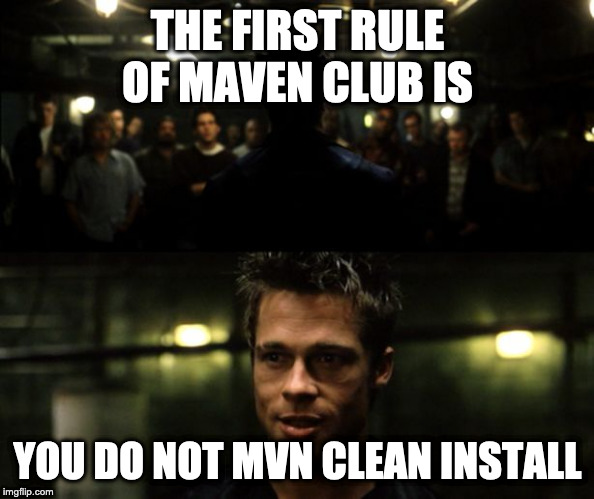 THE FIRST RULE
OF MAVEN CLUB IS
YOU DO NOT MVN CLEAN INSTALL
imgflip.com